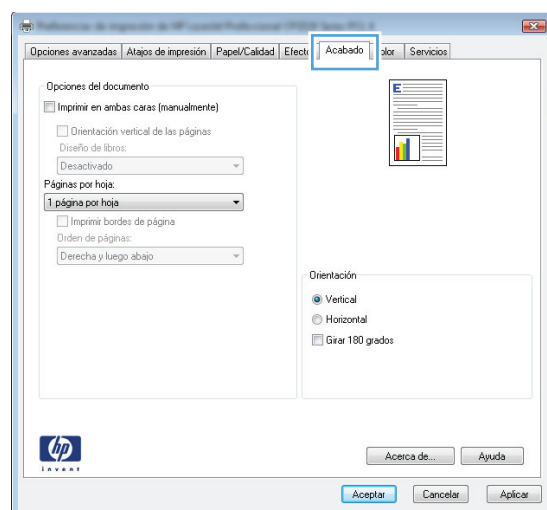 Opciones avanzadas Atajos de impresión Papel/Calidad Efecto Acabado olor Servicios
Opciones del documento
Imprimir en ambas caras (manualmente)
Orientación vertical de las páginas
Diseño de libros:
Desactivado
Páginas por hoja:
1 página por hoja
Imprimir bordes de página
Orden de páginas:
Derecha y luego abajo
E
Orientación
Vertical
Horizontal
Girar 180 grados
hp
invent
Acerca de... Ayuda
Aceptar Cancelar Aplicar